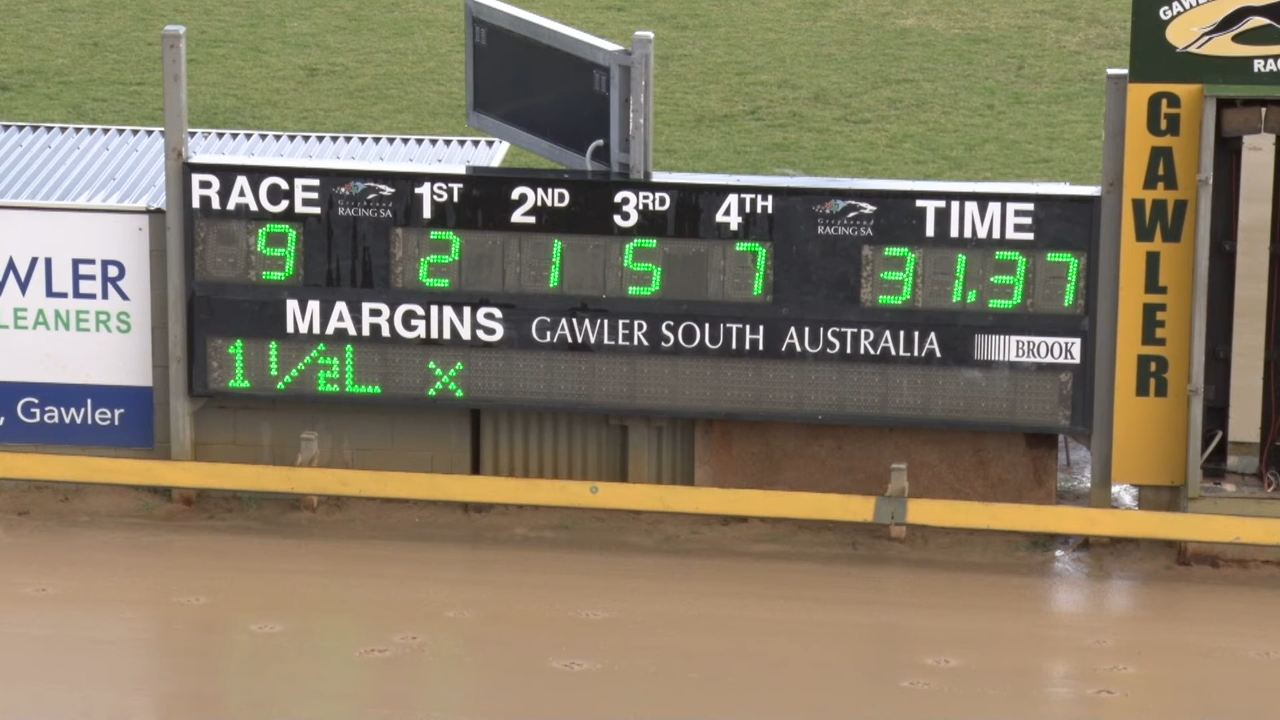 GAWLER
RACING
RACE 1ST 2ND 3RD 4TH TIME
Greyhound RACING SA
Greyhound RACING SA
9 2 1 5 7 31.37
MARGINS GAWLER SOUTH AUSTRALIA BROOK
1 1/2L X
WLER
LEANERS
, Gawler